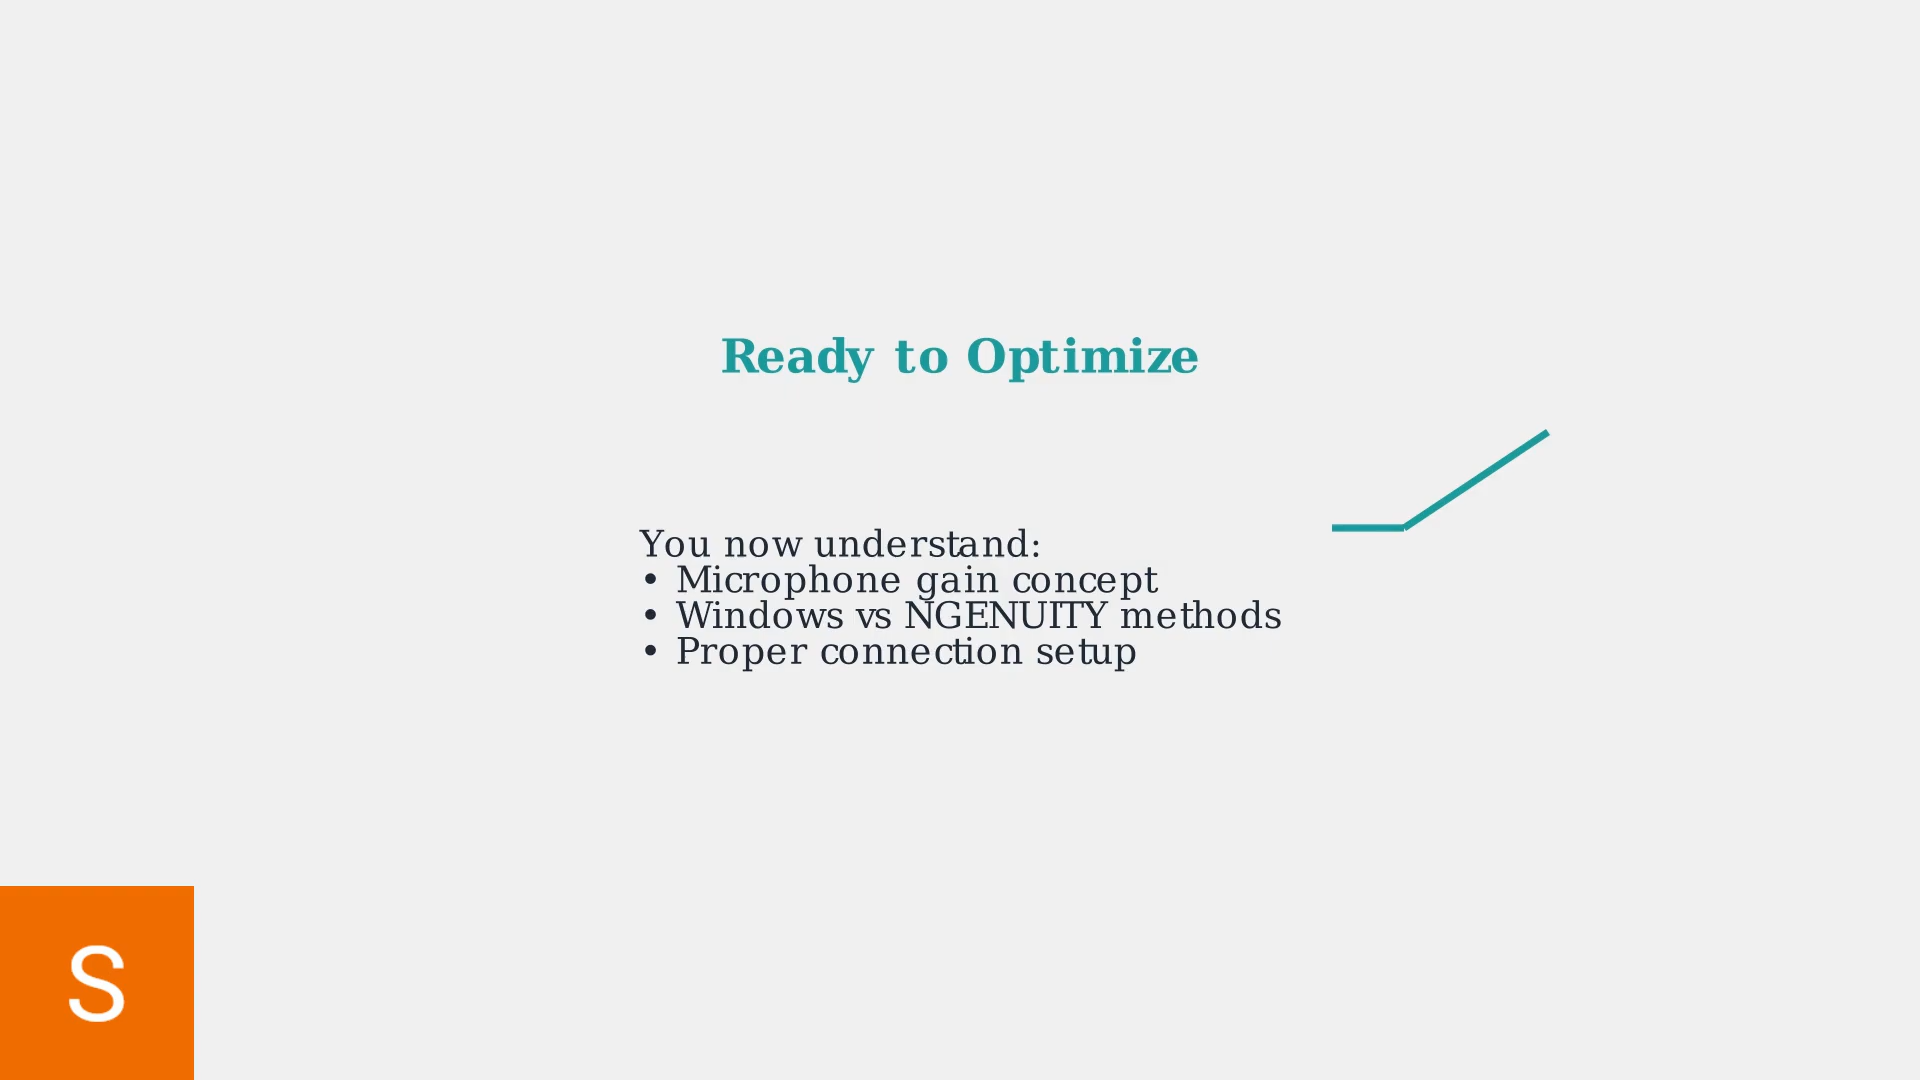 Ready to Optimize
You now understand:
• Microphone gain concept
• Windows vs NGENUITY methods
• Proper connection setup
S